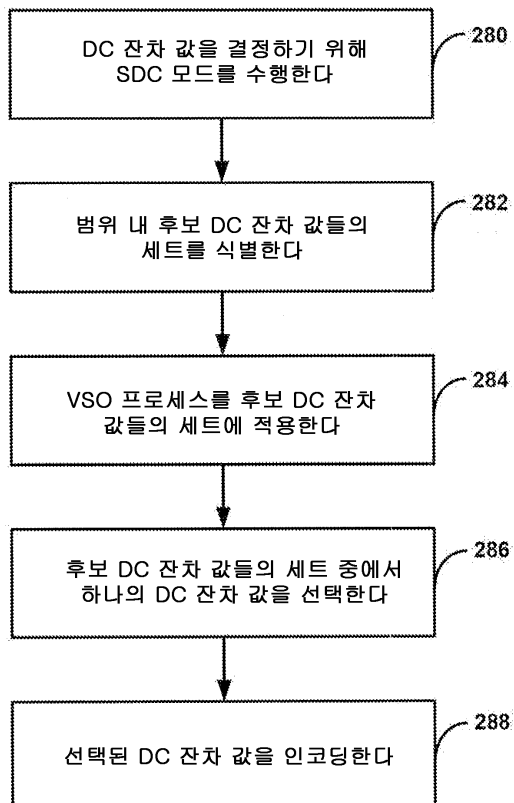 DC 잔차 값을 결정하기 위해
SDC 모드를 수행한다
280
범위 내 후보 DC 잔차 값들의
세트를 식별한다
282
VSO 프로세스를 후보 DC 잔차
값들의 세트에 적용한다
284
후보 DC 잔차 값들의 세트 중에서
하나의 DC 잔차 값을 선택한다
286
선택된 DC 잔차 값을 인코딩한다
288